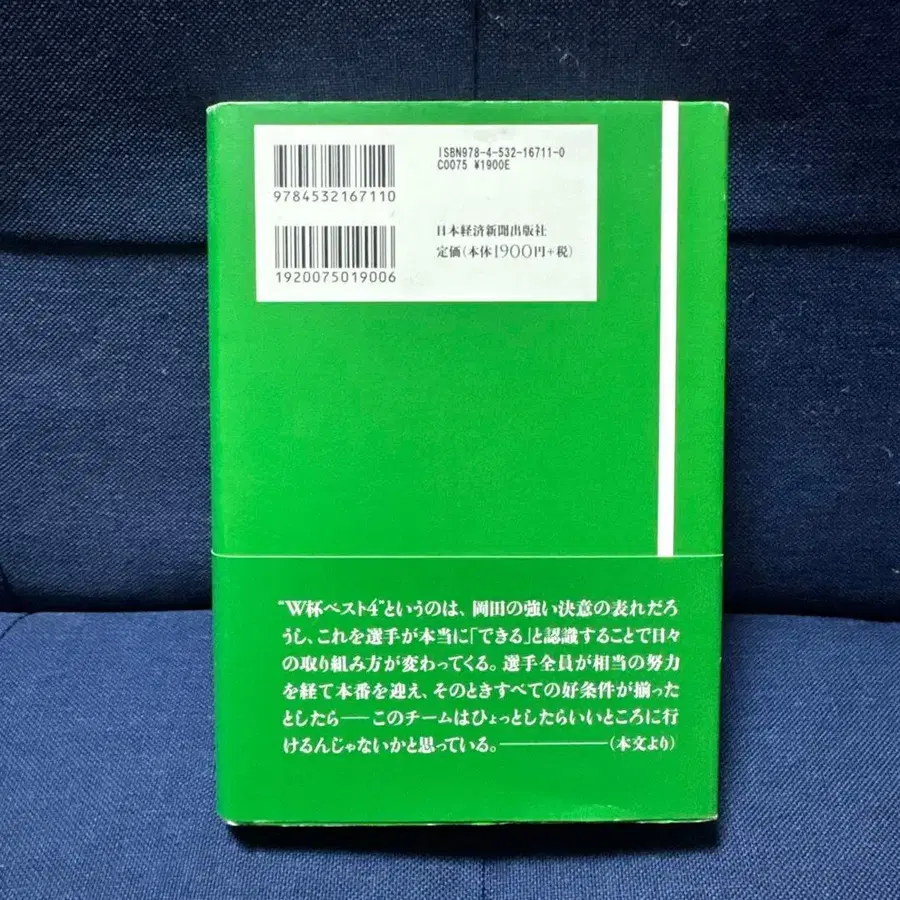 ISBN978-4-532-16711-0
C0075 ¥1900E
9784532167110
日本経済新聞出版社
定価(本体1900円+税)
1920075019006
“W杯ベスト4”というのは、岡田の強い決意の表れだろ
うし、これを選手が本当に「できる」と認識することで日々
の取り組み方が変わってくる。選手全員が相当の努力
を経て本番を迎え、そのときすべての好条件が揃った
としたら──このチームはひょっとしたらいいところに行
けるんじゃないかと思っている。────(本文より)